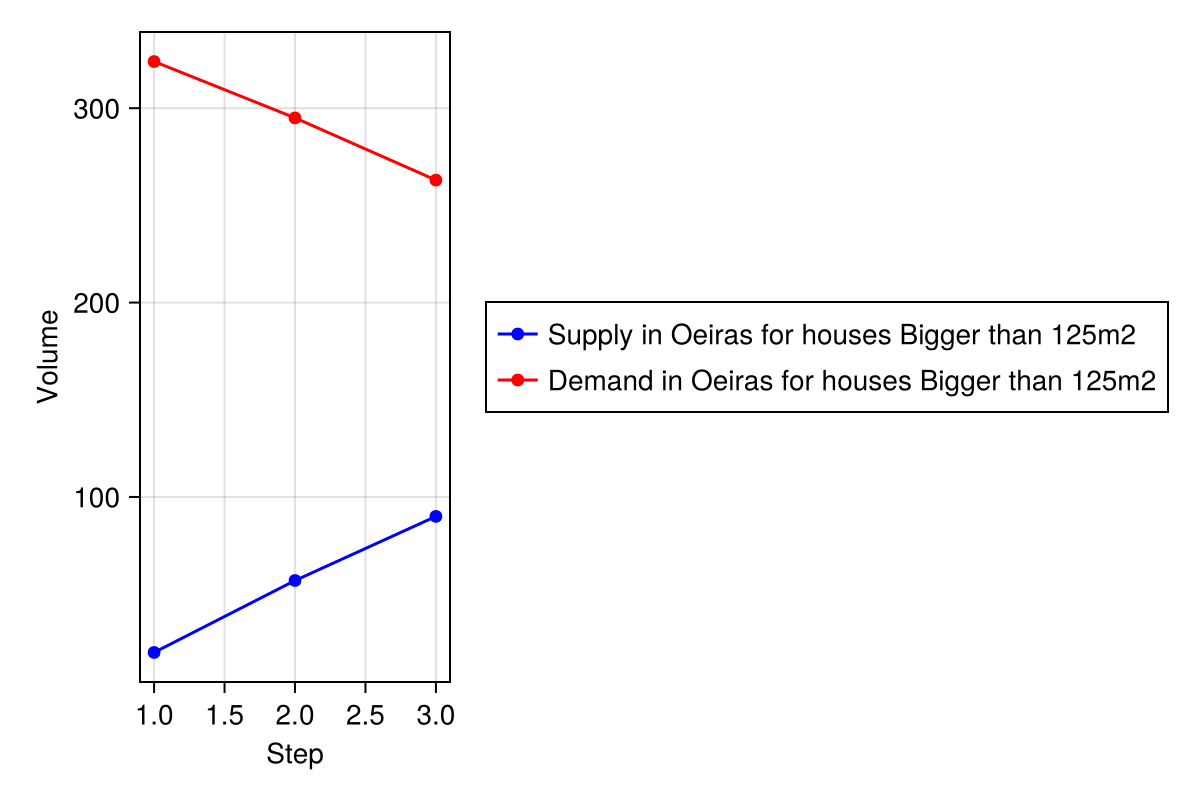 300
200
100
Volume
1.0 1.5 2.0 2.5 3.0
Step
Supply in Oeiras for houses Bigger than 125m2
Demand in Oeiras for houses Bigger than 125m2